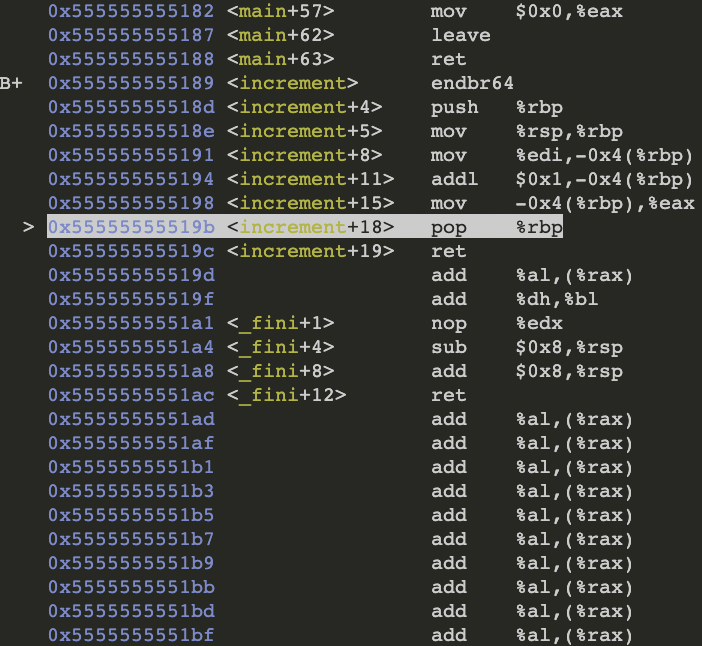 0x555555555182 <main+57> mov $0x0,%eax
0x555555555187 <main+62> leave
0x555555555188 <main+63> ret
B+ 0x555555555189 <increment> endbr64
0x55555555518d <increment+4> push %rbp
0x55555555518e <increment+5> mov %rsp,%rbp
0x555555555191 <increment+8> mov %edi,-0x4(%rbp)
0x555555555194 <increment+11> addl $0x1,-0x4(%rbp)
0x555555555198 <increment+15> mov -0x4(%rbp),%eax
> 0x55555555519b <increment+18> pop %rbp
0x55555555519c <increment+19> ret
0x55555555519d add %al,(%rax)
0x55555555519f add %dh,%bl
0x5555555551a1 <_fini+1> nop %edx
0x5555555551a4 <_fini+4> sub $0x8,%rsp
0x5555555551a8 <_fini+8> add $0x8,%rsp
0x5555555551ac <_fini+12> ret
0x5555555551ad add %al,(%rax)
0x5555555551af add %al,(%rax)
0x5555555551b1 add %al,(%rax)
0x5555555551b3 add %al,(%rax)
0x5555555551b5 add %al,(%rax)
0x5555555551b7 add %al,(%rax)
0x5555555551b9 add %al,(%rax)
0x5555555551bb add %al,(%rax)
0x5555555551bd add %al,(%rax)
0x5555555551bf add %al,(%rax)